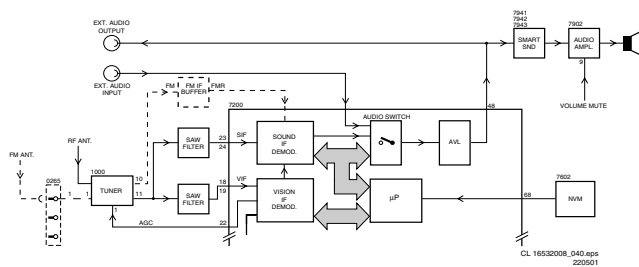 EXT. AUDIO
OUTPUT
7941
7942
7943
SMART
SND
7902
AUDIO
AMPL.
9
VOLUME MUTE
EXT. AUDIO
INPUT
FM
FM IF
BUFFER
FMR
7200
48
AUDIO SWITCH
AVL
RF ANT.
FM ANT.
0265
1
1
1000
TUNER
10
11
1
SAW
FILTER
23
24
SIF
SOUND
IF
DEMOD.
SAW
FILTER
18
19
VIF
VISION
IF
DEMOD.
AGC
22
µP
68
7602
NVM
CL 16532008_040.eps
220501